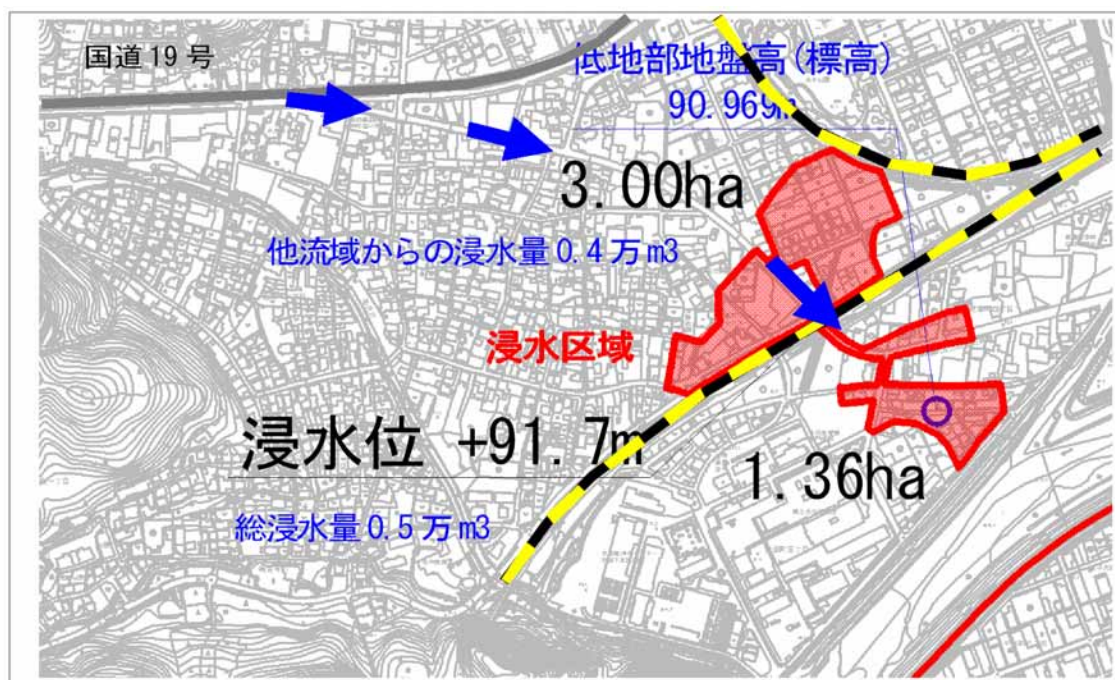 国道19号
低地部地盤高(標高)
90.969m
3.00ha
他流域からの浸水量0.4万m3
浸水区域
浸水位 +91.7m
1.36ha
総浸水量0.5万m3